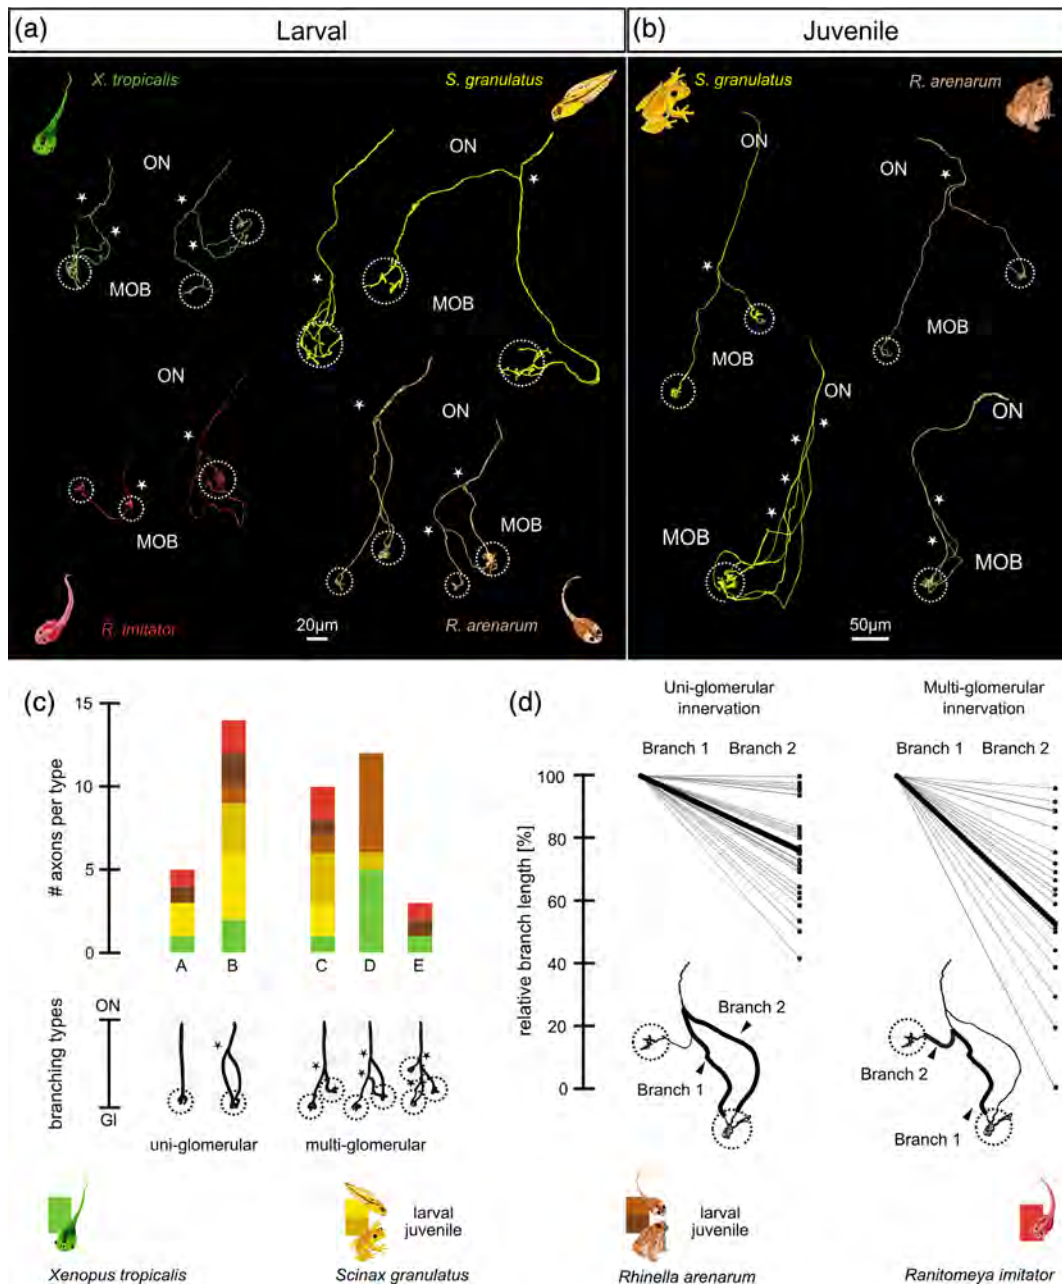 (a) Larval
X. tropicalis
S. granulatus
ON
ON
MOB
MOB
ON
ON
MOB
MOB
R. imitator
20µm
R. arenarum
(b) Juvenile
S. granulatus
R. arenarum
ON
ON
MOB
MOB
ON
ON
MOB
MOB
50µm
(c)
# axons per type
15
10
5
0
A B C D E
branching types
ON
Gl
uni-glomerular multi-glomerular
(d)
Uni-glomerular
innervation
Multi-glomerular
innervation
Branch 1 Branch 2
Branch 1 Branch 2
relative branch length [%]
100
80
60
40
20
0
Branch 2
Branch 1
Branch 2
Branch 1
larval
juvenile
larval
juvenile
Xenopus tropicalis
Scinax granulatus
Rhinella arenarum
Ranitomeya imitator